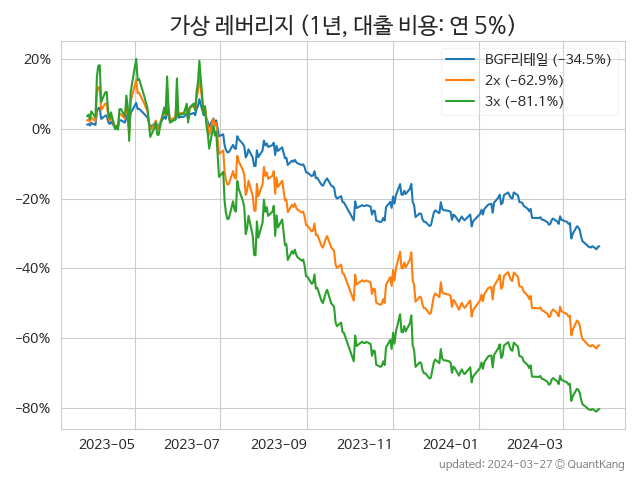 가상 레버리지 (1년, 대출 비용: 연 5%)
BGF리테일 (−34.5%)
2x (−62.9%)
3x (−81.1%)
20%
0%
−20%
−40%
−60%
−80%
2023-05 2023-07 2023-09 2023-11 2024-01 2024-03
updated: 2024-03-27 © QuantKang